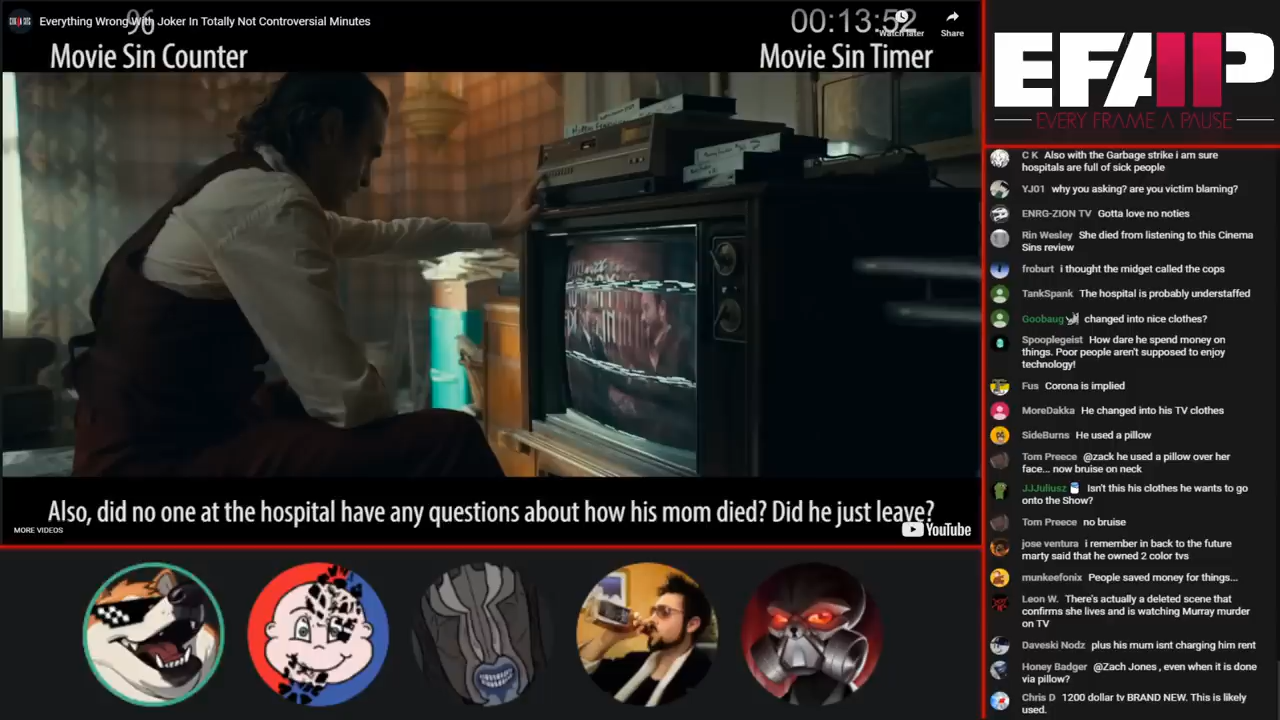 Everything Wrong With Joker In Totally Not Controversial Minutes
96
Movie Sin Counter
00:13:52
Movie Sin Timer
Watch later
Share
Also, did no one at the hospital have any questions about how his mom died? Did he just leave?
MORE VIDEOS
YouTube
EFAP
EVERY FRAME A PAUSE
C K Also with the Garbage strike i am sure
hospitals are full of sick people
YJ01 why you asking? are you victim blaming?
ENRG-ZION TV Gotta love no noties
Rin Wesley She died from listening to this Cinema
Sins review
froburt i thought the midget called the cops
TankSpank The hospital is probably understaffed
Goobaug changed into nice clothes?
Spooplegeist How dare he spend money on
things. Poor people aren't supposed to enjoy
technology!
Fus Corona is implied
MoreDakka He changed into his TV clothes
SideBurns He used a pillow
Tom Preece @zack he used a pillow over her
face... now bruise on neck
JJJuliusz Isn't this his clothes he wants to go
onto the Show?
Tom Preece no bruise
jose ventura i remember in back to the future
marty said that he owned 2 color tvs
munkeefonix People saved money for things...
Leon W. There's actually a deleted scene that
confirms she lives and is watching Murray murder
on TV
Daveski Nodz plus his mum isnt charging him rent
Honey Badger @Zach Jones , even when it is done
via pillow?
Chris D 1200 dollar tv BRAND NEW. This is likely
used.